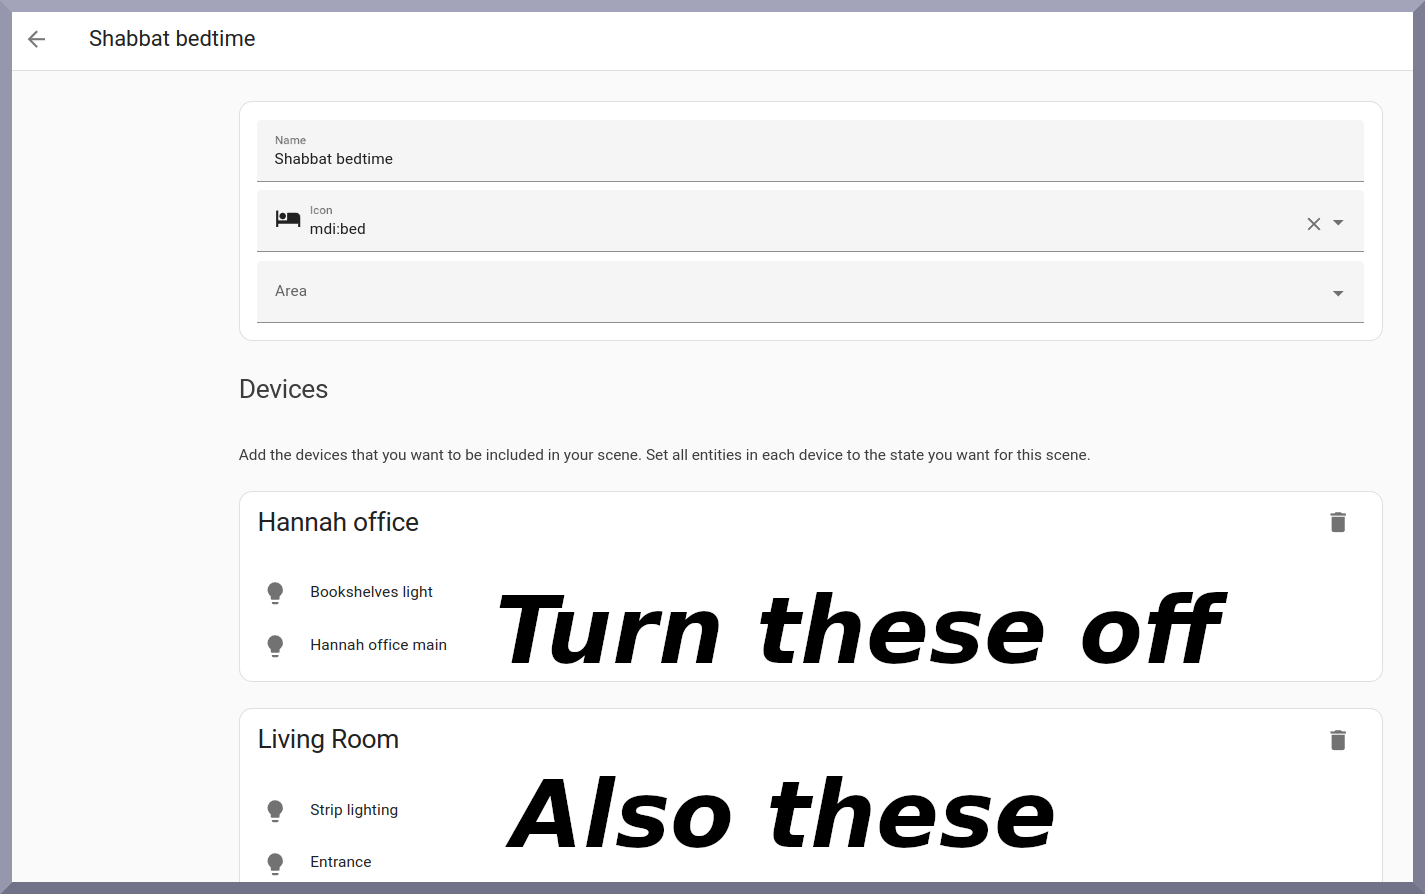 Shabbat bedtime
Name
Shabbat bedtime
Icon
mdi:bed
Area
Devices
Add the devices that you want to be included in your scene. Set all entities in each device to the state you want for this scene.
Hannah office
Bookshelves light
Hannah office main
Turn these off
Living Room
Strip lighting
Also these
Entrance